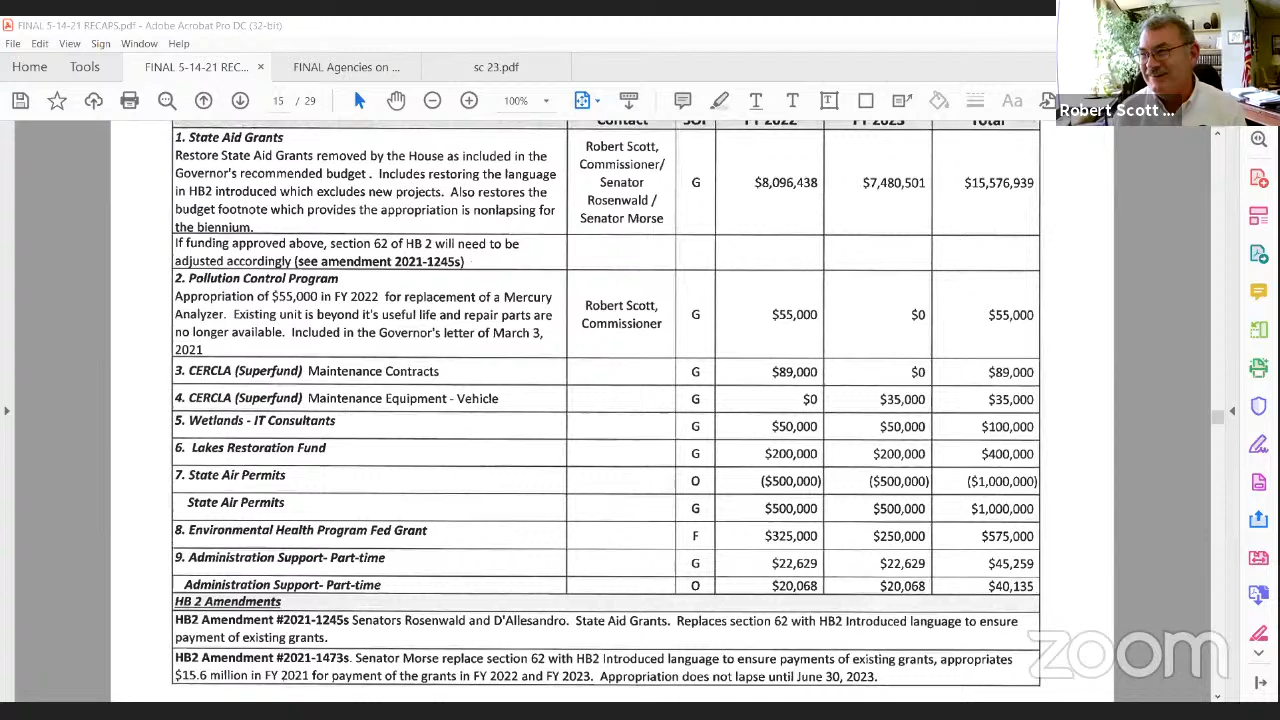 FINAL 5-14-21 RECAPS.pdf - Adobe Acrobat Pro DC (32-bit)
File Edit View Sign Window Help
Home Tools FINAL 5-14-21 REC... × FINAL Agencies on ... sc 23.pdf
15 / 29 100%
Robert Scott ...
Contact SOF FY 2022 FY 2023 Total
1. State Aid Grants
Restore State Aid Grants removed by the House as included in the
Governor's recommended budget . Includes restoring the language
in HB2 introduced which excludes new projects. Also restores the
budget footnote which provides the appropriation is nonlapsing for
the biennium.
Robert Scott,
Commissioner/
Senator
Rosenwald /
Senator Morse
G $8,096,438 $7,480,501 $15,576,939
If funding approved above, section 62 of HB 2 will need to be
adjusted accordingly (see amendment 2021-1245s)
2. Pollution Control Program
Appropriation of $55,000 in FY 2022 for replacement of a Mercury
Analyzer. Existing unit is beyond it's useful life and repair parts are
no longer available. Included in the Governor's letter of March 3,
2021
Robert Scott,
Commissioner
G $55,000 $0 $55,000
3. CERCLA (Superfund) Maintenance Contracts G $89,000 $0 $89,000
4. CERCLA (Superfund) Maintenance Equipment - Vehicle G $0 $35,000 $35,000
5. Wetlands - IT Consultants G $50,000 $50,000 $100,000
6. Lakes Restoration Fund G $200,000 $200,000 $400,000
7. State Air Permits O ($500,000) ($500,000) ($1,000,000)
State Air Permits G $500,000 $500,000 $1,000,000
8. Environmental Health Program Fed Grant F $325,000 $250,000 $575,000
9. Administration Support- Part-time G $22,629 $22,629 $45,259
Administration Support- Part-time O $20,068 $20,068 $40,135
HB 2 Amendments
HB2 Amendment #2021-1245s Senators Rosenwald and D'Allesandro. State Aid Grants. Replaces section 62 with HB2 Introduced language to ensure
payment of existing grants.
HB2 Amendment #2021-1473s. Senator Morse replace section 62 with HB2 Introduced language to ensure payments of existing grants, appropriates
$15.6 million in FY 2021 for payment of the grants in FY 2022 and FY 2023. Appropriation does not lapse until June 30, 2023.
zoom